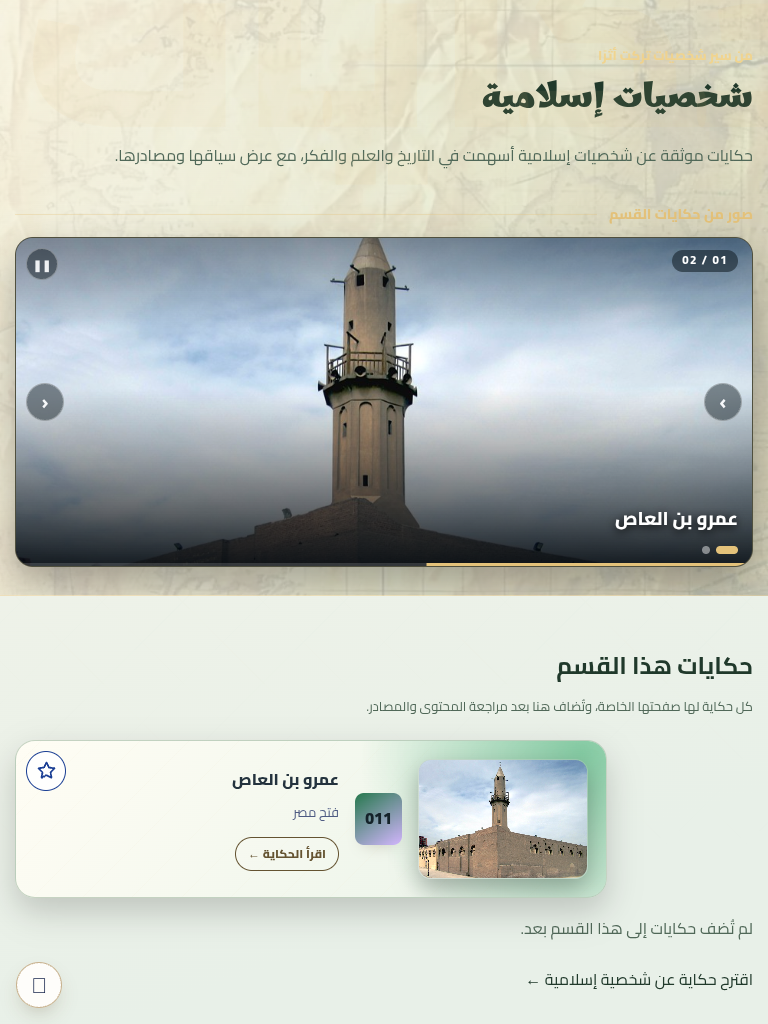 شخصيات إسلامية
حكايات موثقة عن شخصيات إسلامية أسهمت في التاريخ والعلم والفكر، مع عرض سياقها ومصادرها.
صور من حكايات القسم
02 / 01
عمرو بن العاص
حكايات هذا القسم
كل حكاية لها صفحتها الخاصة، وتُضاف هنا بعد مراجعة المحتوى والمصادر.
عمرو بن العاص
011
فتح مصر
اقرأ الحكاية ←
لم تُضف حكايات إلى هذا القسم بعد.
اقترح حكاية عن شخصية إسلامية ←